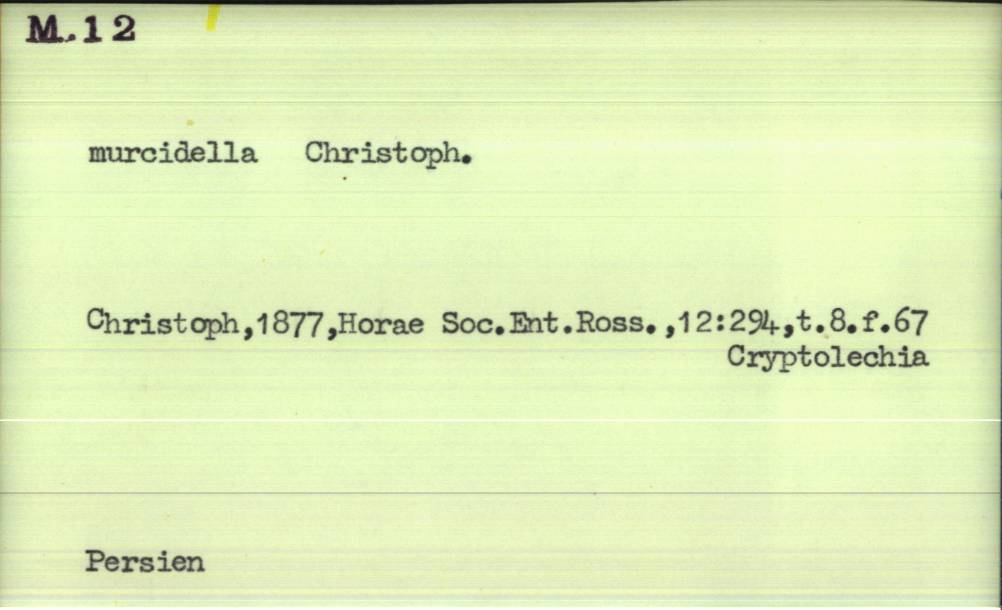 M.12
murcidella Christoph.
Christoph,1877,Horae Soc.Ent.Ross.,12:294,t.8.f.67
Cryptolechia
Persien